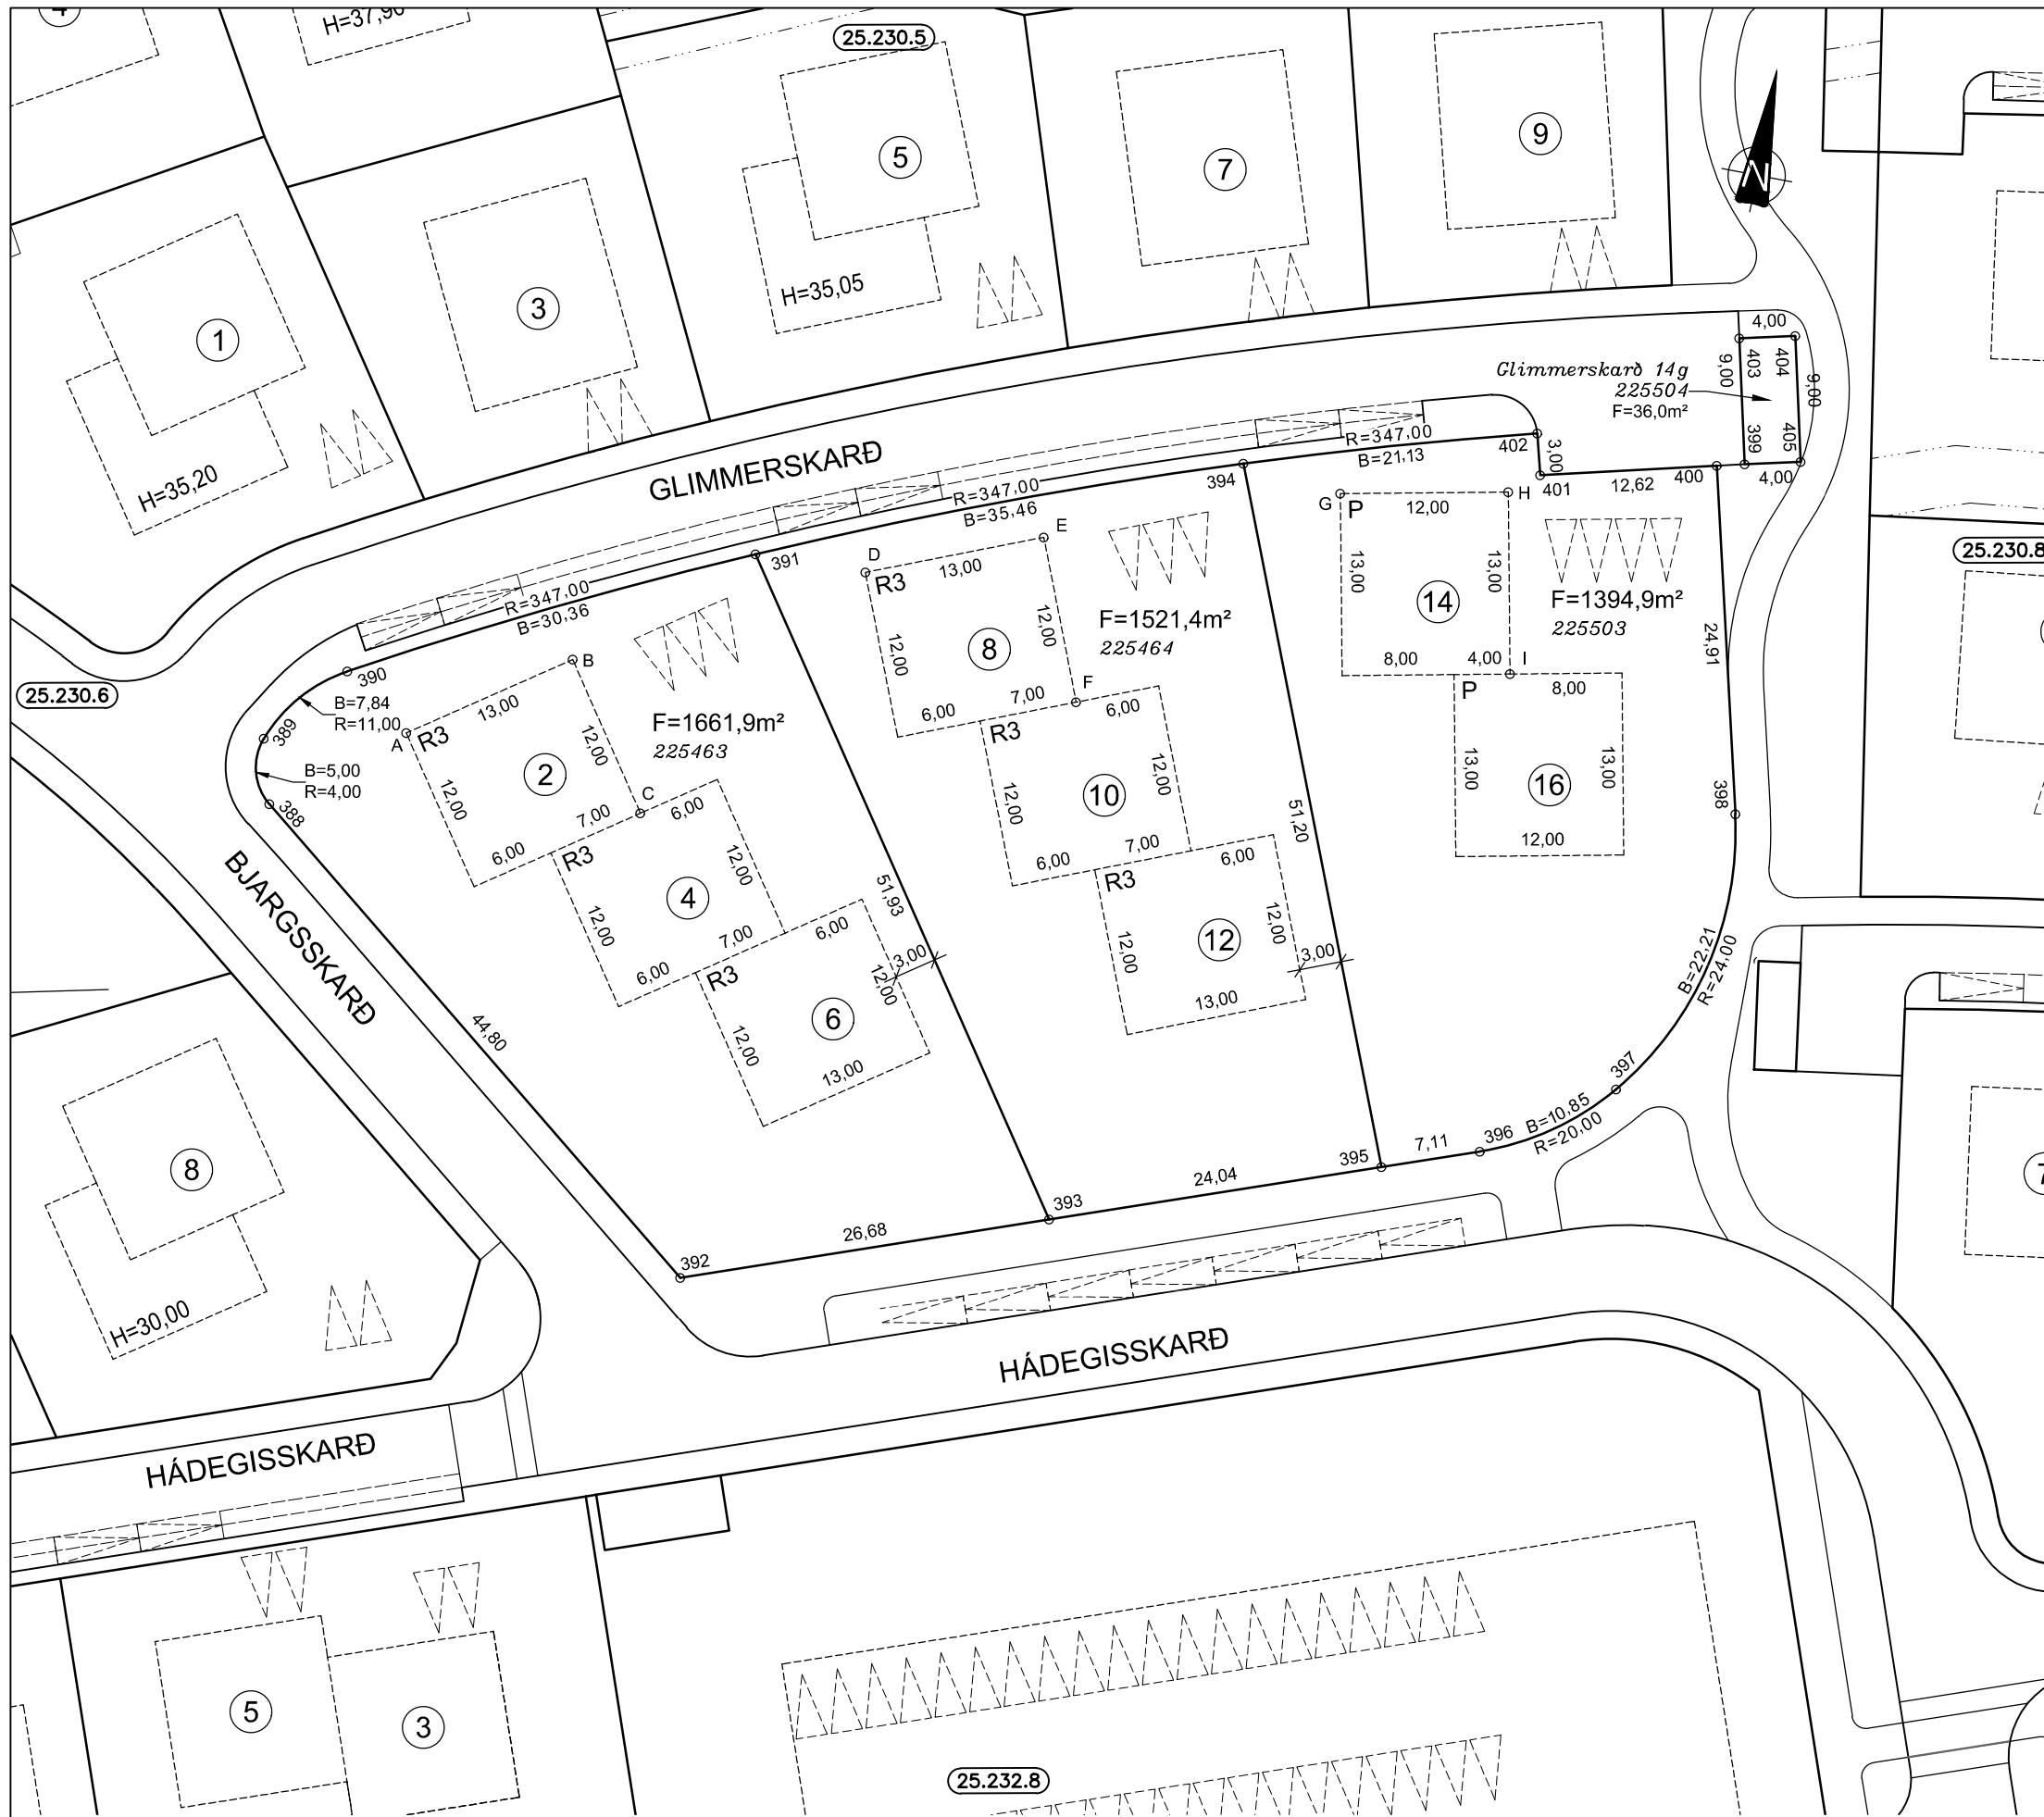 4
H=37,90
25.230.5
1
H=35,20
3
5
H=35,05
7
9
N
4,00
403
404
9,00
9,00
Glimmerskarð 14g
225504
F=36,0m²
399
405
4,00
GLIMMERSKARÐ
R=347,00
B=30,36
R=347,00
B=35,46
R=347,00
B=21,13
402
3,00
401
12,62
400
394
391
390
B=7,84
R=11,00
389
B=5,00
R=4,00
388
25.230.6
25.230.8
A
B
R3
13,00
12,00
12,00
2
7,00
6,00
C
6,00
F=1661,9m²
225463
R3
12,00
12,00
4
7,00
6,00
6,00
R3
12,00
12,00
6
13,00
3,00
51,93
D
E
R3
13,00
12,00
12,00
8
7,00
6,00
F
6,00
F=1521,4m²
225464
R3
12,00
12,00
10
7,00
6,00
6,00
R3
12,00
12,00
12
13,00
3,00
51,20
G
H
P
12,00
13,00
13,00
14
8,00
4,00
I
8,00
F=1394,9m²
225503
P
13,00
13,00
16
12,00
24,91
398
B=22,21
R=24,00
397
B=10,85
R=20,00
396
7,11
395
24,04
393
26,68
392
44,80
BJARGSSKARÐ
8
H=30,00
7
HÁDEGISSKARÐ
HÁDEGISSKARÐ
5
3
25.232.8